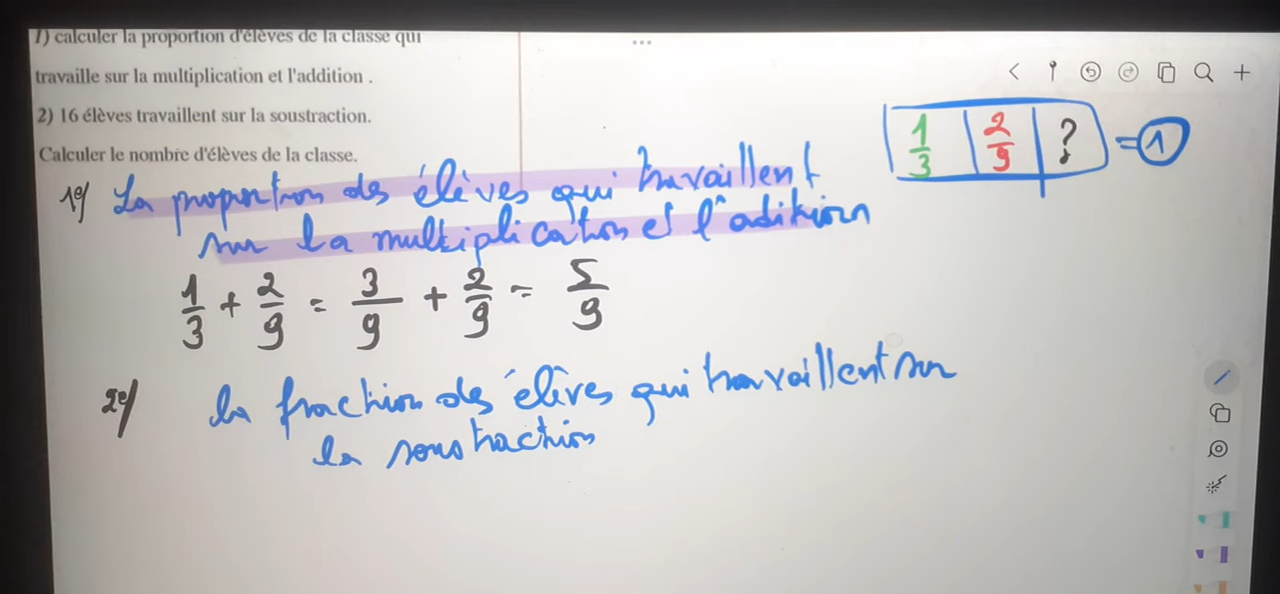 1) calculer la proportion d'élèves de la classe qui
travaille sur la multiplication et l'addition .
2) 16 élèves travaillent sur la soustraction.
Calculer le nombre d'élèves de la classe.
1/3 2/9 ? = 1
1°/ La proportion des élèves qui travaillent
sur la multiplication et l'adition
1/3 + 2/9 = 3/9 + 2/9 = 5/9
2°/ la fraction des élèves qui travaillent sur
la soustraction